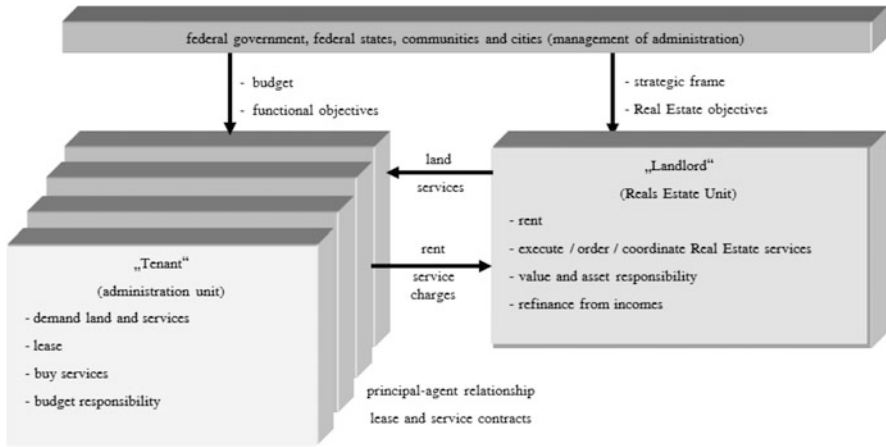 federal government, federal states, communities and cities (management of administration)
- budget
- functional objectives
- strategic frame
- Real Estate objectives
land
services
rent
service
charges
„Landlord“
(Reals Estate Unit)
- rent
- execute / order / coordinate Real Estate services
- value and asset responsibility
- refinance from incomes
„Tenant“
(administration unit)
- demand land and services
- lease
- buy services
- budget responsibility
principal-agent relationship
lease and service contracts